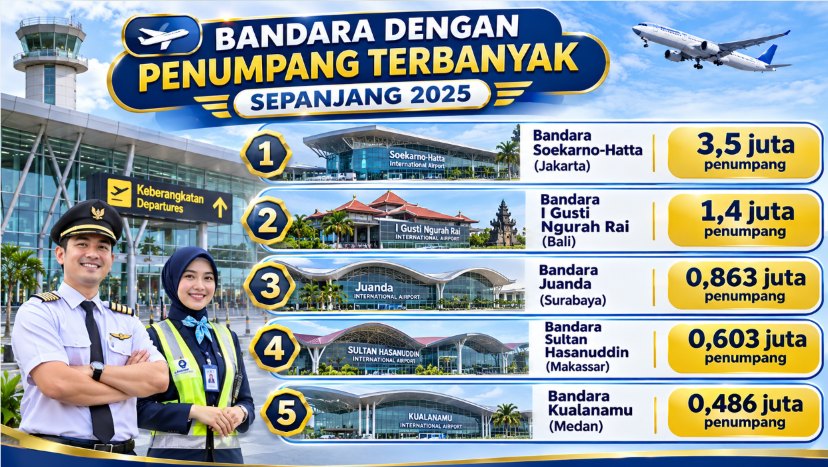 BANDARA DENGAN
PENUMPANG TERBANYAK
SEPANJANG 2025
Keberangkatan
Departures
1
Soekarno-Hatta
International Airport
Bandara
Soekarno-Hatta
(Jakarta)
3,5 juta
penumpang
2
I Gusti Ngurah Rai
INTERNATIONAL AIRPORT
Bandara
I Gusti
Ngurah Rai
(Bali)
1,4 juta
penumpang
3
Juanda
INTERNATIONAL AIRPORT
Bandara
Juanda
(Surabaya)
0,863 juta
penumpang
4
SULTAN HASANUDDIN
INTERNATIONAL AIRPORT
Bandara
Sultan
Hasanuddin
(Makassar)
0,603 juta
penumpang
5
KUALANAMU
INTERNATIONAL AIRPORT
Bandara
Kualanamu
(Medan)
0,486 juta
penumpang